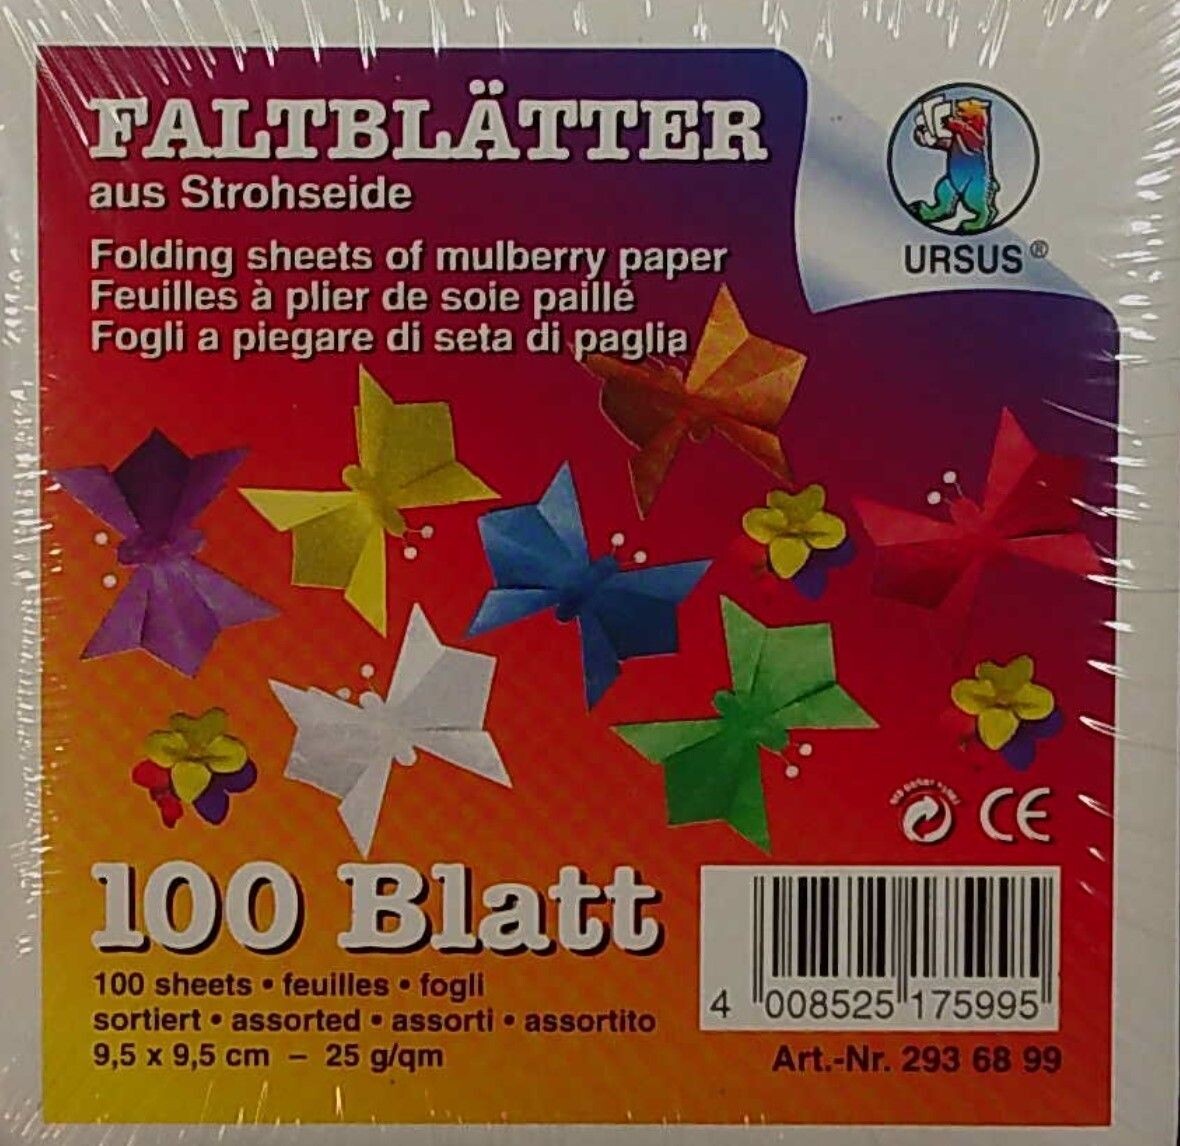 FALTBLÄTTER
aus Strohseide
URSUS®
Folding sheets of mulberry paper
Feuilles à plier de soie paillé
Fogli a piegare di seta di paglia
CE
100 Blatt
100 sheets • feuilles • fogli
sortiert • assorted • assorti • assortito
9,5 x 9,5 cm – 25 g/qm
4 008525 175995
Art.-Nr. 293 68 99